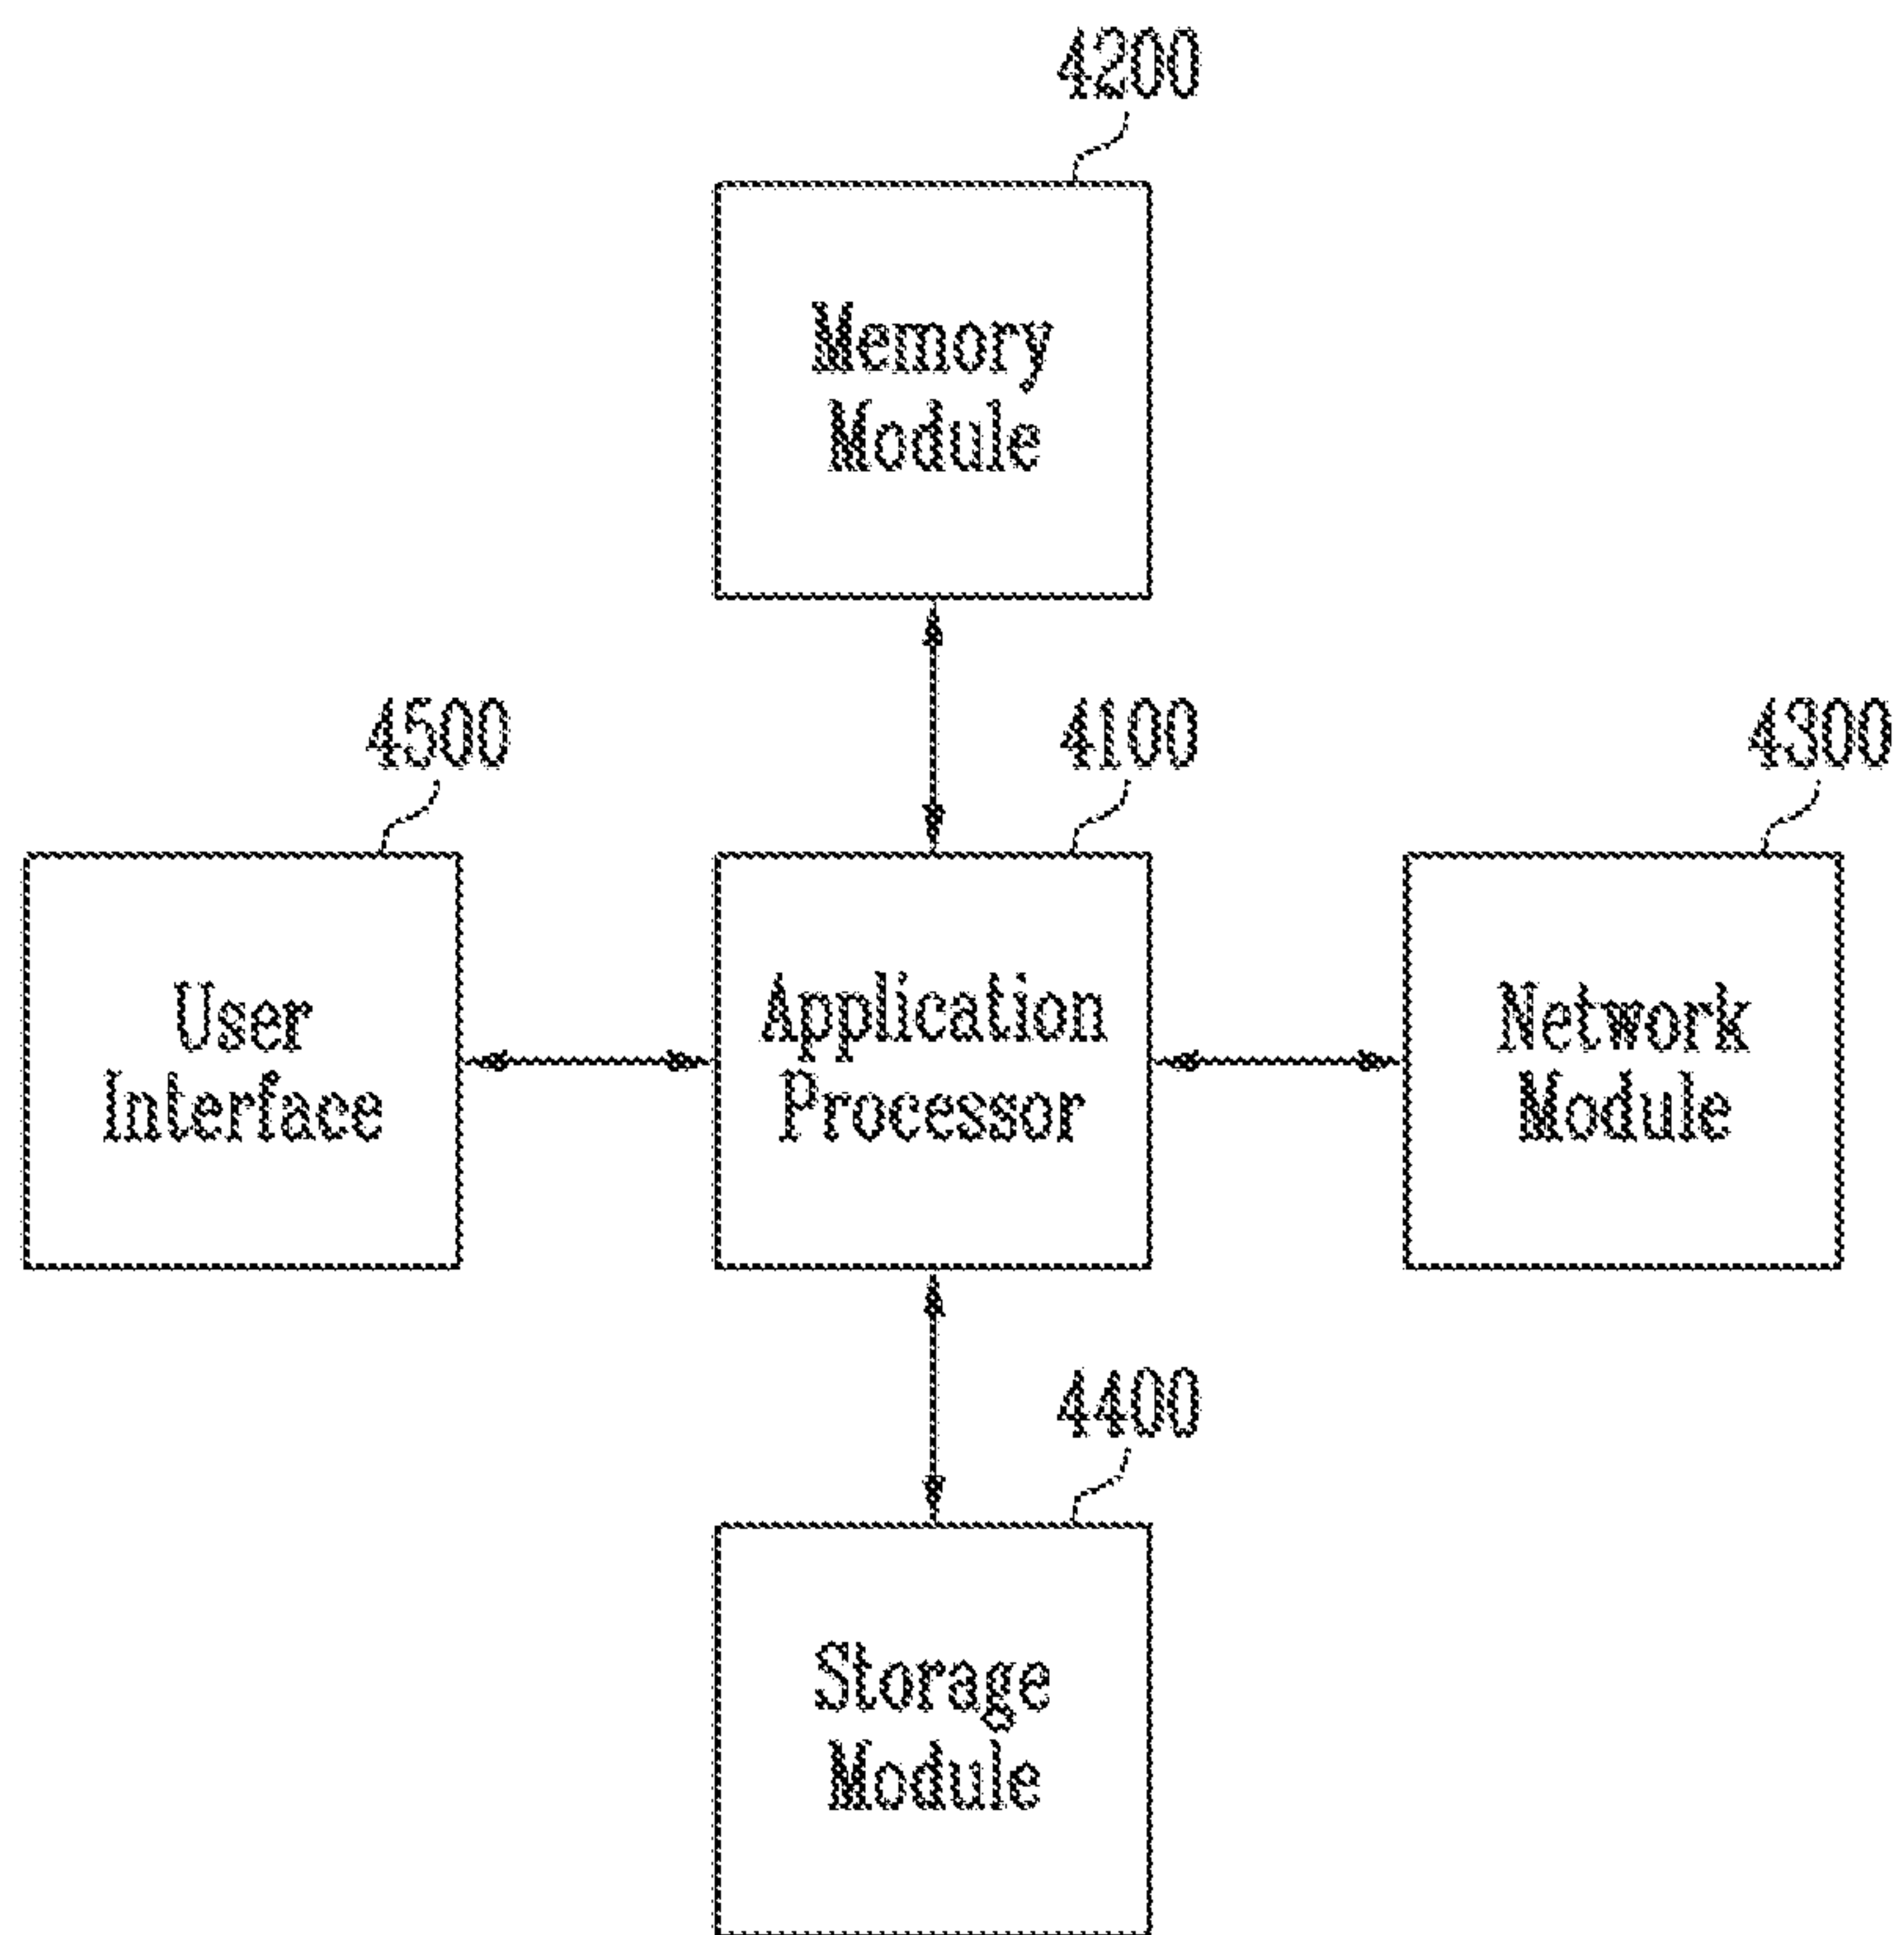 4200
Memory
Module
4500
4100
4300
User
Interface
Application
Processor
Network
Module
4400
Storage
Module